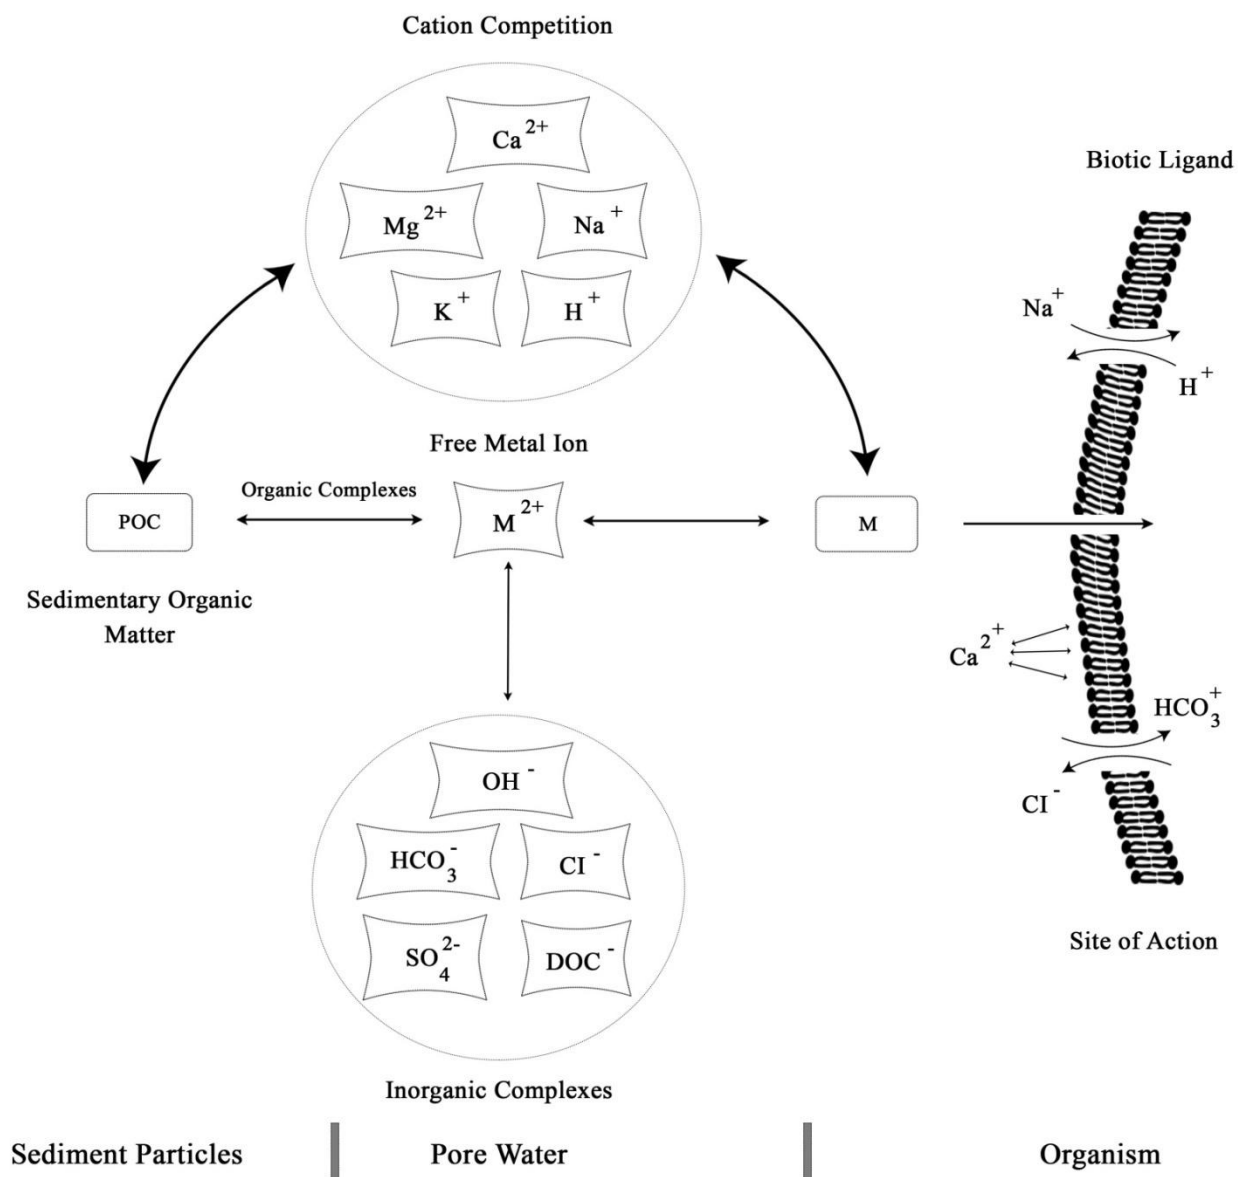 Cation Competition
Ca2+
Mg2+
Na+
K+
H+
Biotic Ligand
Na+
H+
Free Metal Ion
Organic Complexes
POC
M2+
M
Sedimentary Organic
Matter
Ca2+
HCO3+
CI-
OH-
HCO3-
CI-
SO42-
DOC-
Site of Action
Inorganic Complexes
Sediment Particles
Pore Water
Organism